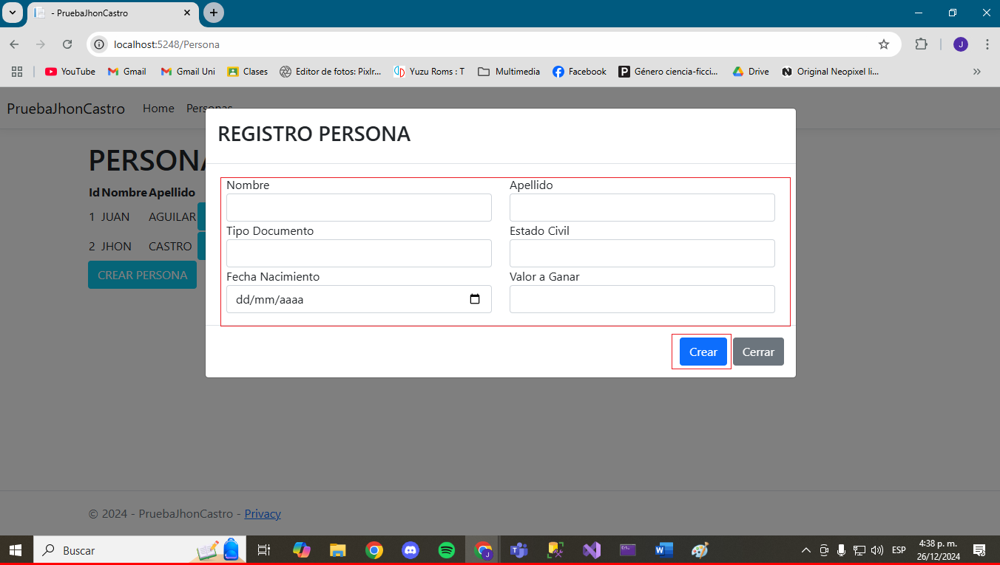 - PruebaJhonCastro
localhost:5248/Persona
YouTube Gmail Gmail Uni Clases Editor de fotos: Pixlr... Yuzu Roms : T Multimedia Facebook Género ciencia-ficci... Drive Original Neopixel li...
PruebaJhonCastro Home Personas
REGISTRO PERSONA
PERSONA
Id Nombre Apellido
1 JUAN AGUILAR
2 JHON CASTRO
CREAR PERSONA
Nombre Apellido
Tipo Documento Estado Civil
Fecha Nacimiento Valor a Ganar
dd/mm/aaaa
Crear Cerrar
© 2024 - PruebaJhonCastro - Privacy
Buscar
ESP
4:38 p. m.
26/12/2024